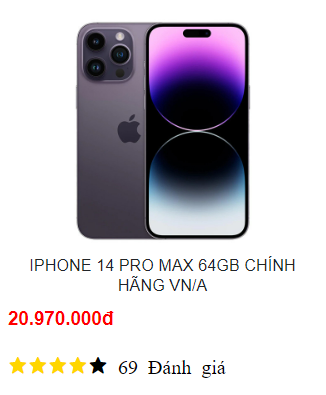 IPHONE 14 PRO MAX 64GB CHÍNH
HÃNG VN/A
20.970.000đ
69 Đánh giá